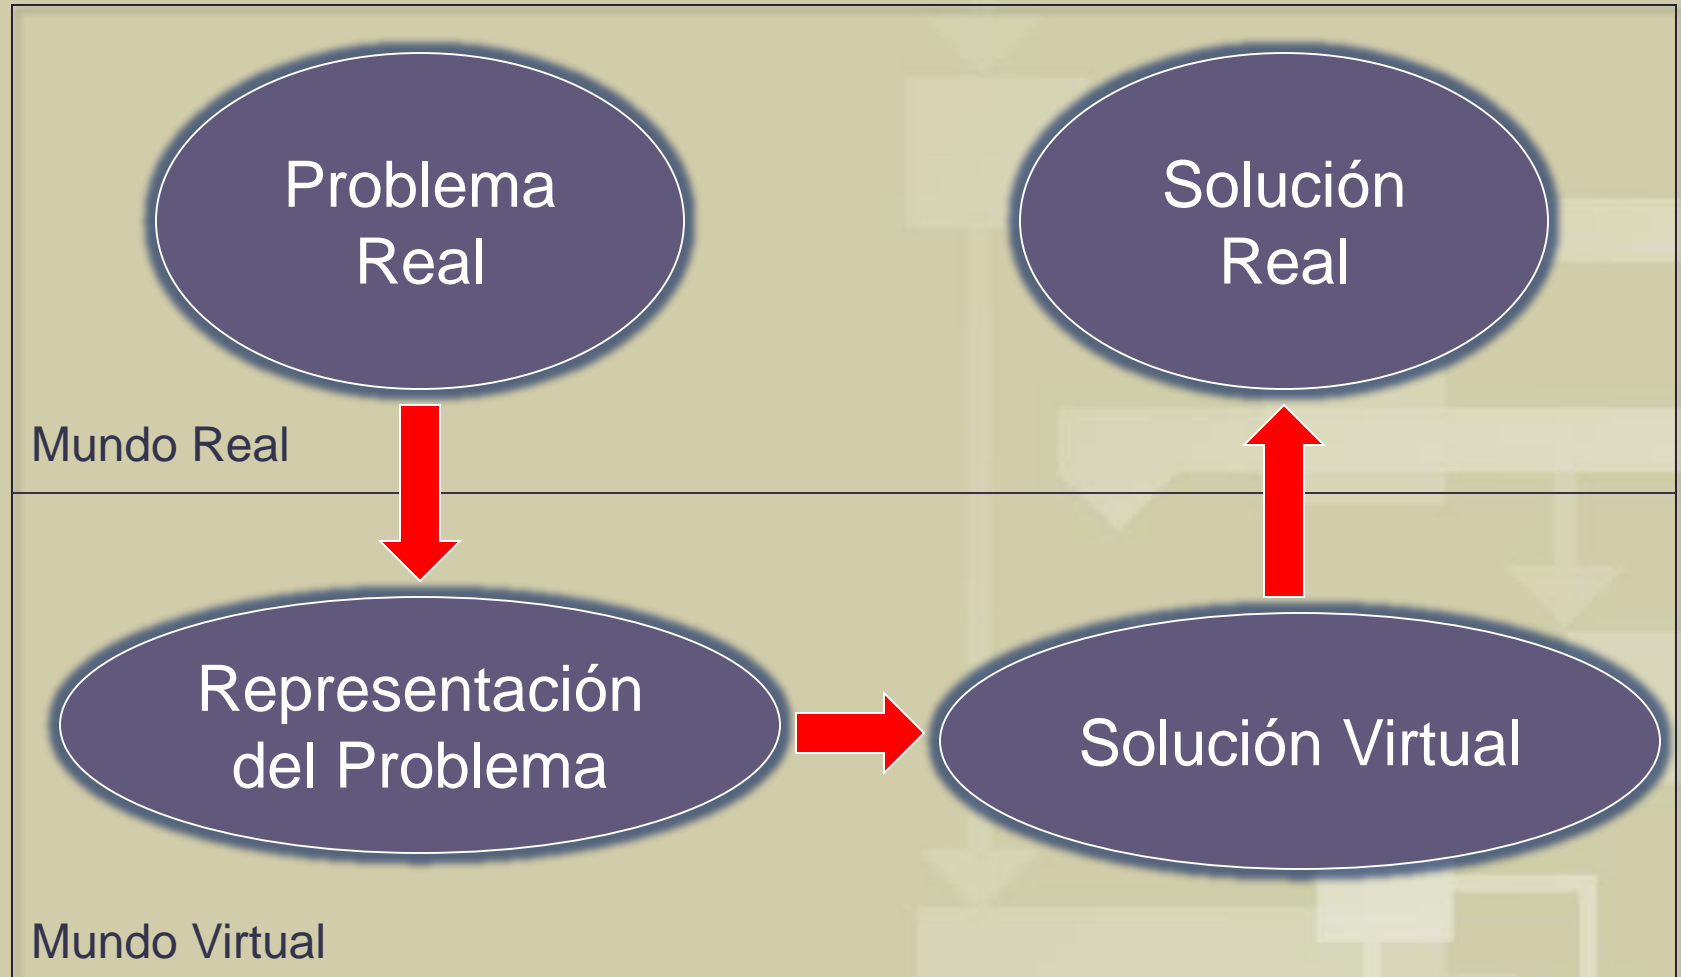 Problema
Real
Solución
Real
Mundo Real
Representación
del Problema
Solución Virtual
Mundo Virtual